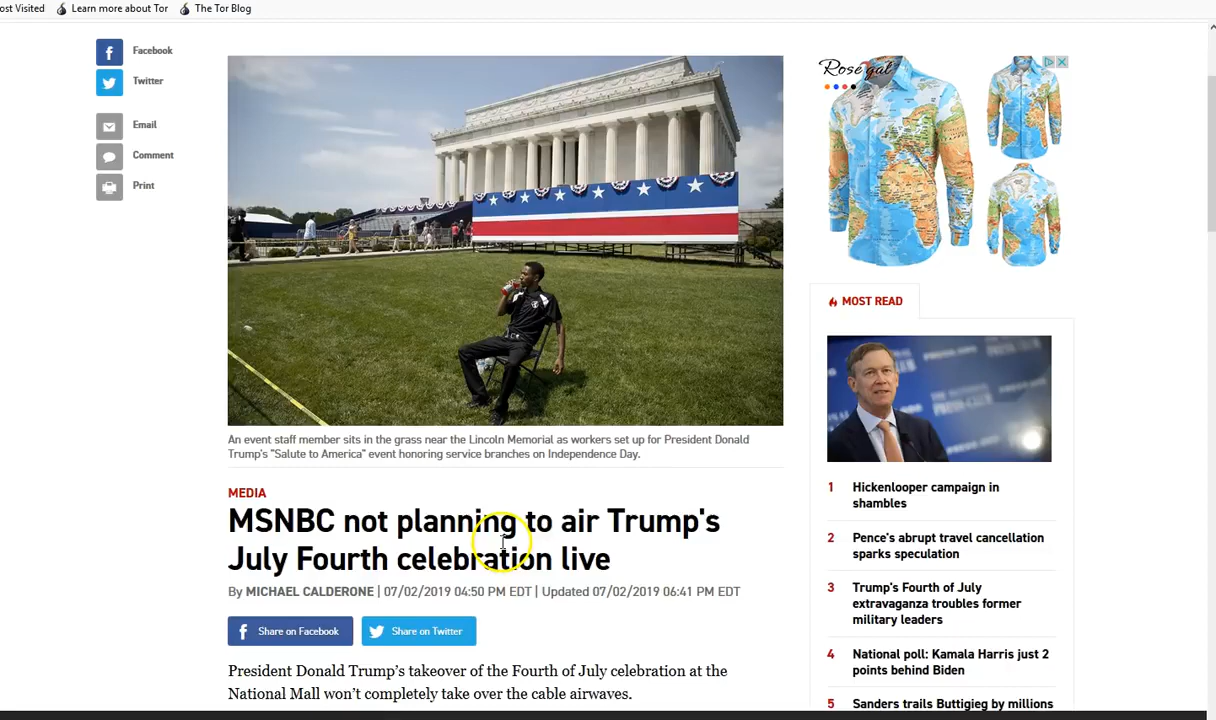 ost Visited
Learn more about Tor
The Tor Blog
Facebook
Twitter
Email
Comment
Print
Rosegal
An event staff member sits in the grass near the Lincoln Memorial as workers set up for President Donald
Trump's "Salute to America" event honoring service branches on Independence Day.
MEDIA
MSNBC not planning to air Trump's
July Fourth celebration live
By MICHAEL CALDERONE | 07/02/2019 04:50 PM EDT | Updated 07/02/2019 06:41 PM EDT
Share on Facebook
Share on Twitter
President Donald Trump's takeover of the Fourth of July celebration at the
National Mall won't completely take over the cable airwaves.
MOST READ
1 Hickenlooper campaign in
shambles
2 Pence's abrupt travel cancellation
sparks speculation
3 Trump's Fourth of July
extravaganza troubles former
military leaders
4 National poll: Kamala Harris just 2
points behind Biden
5 Sanders trails Buttigieg by millions